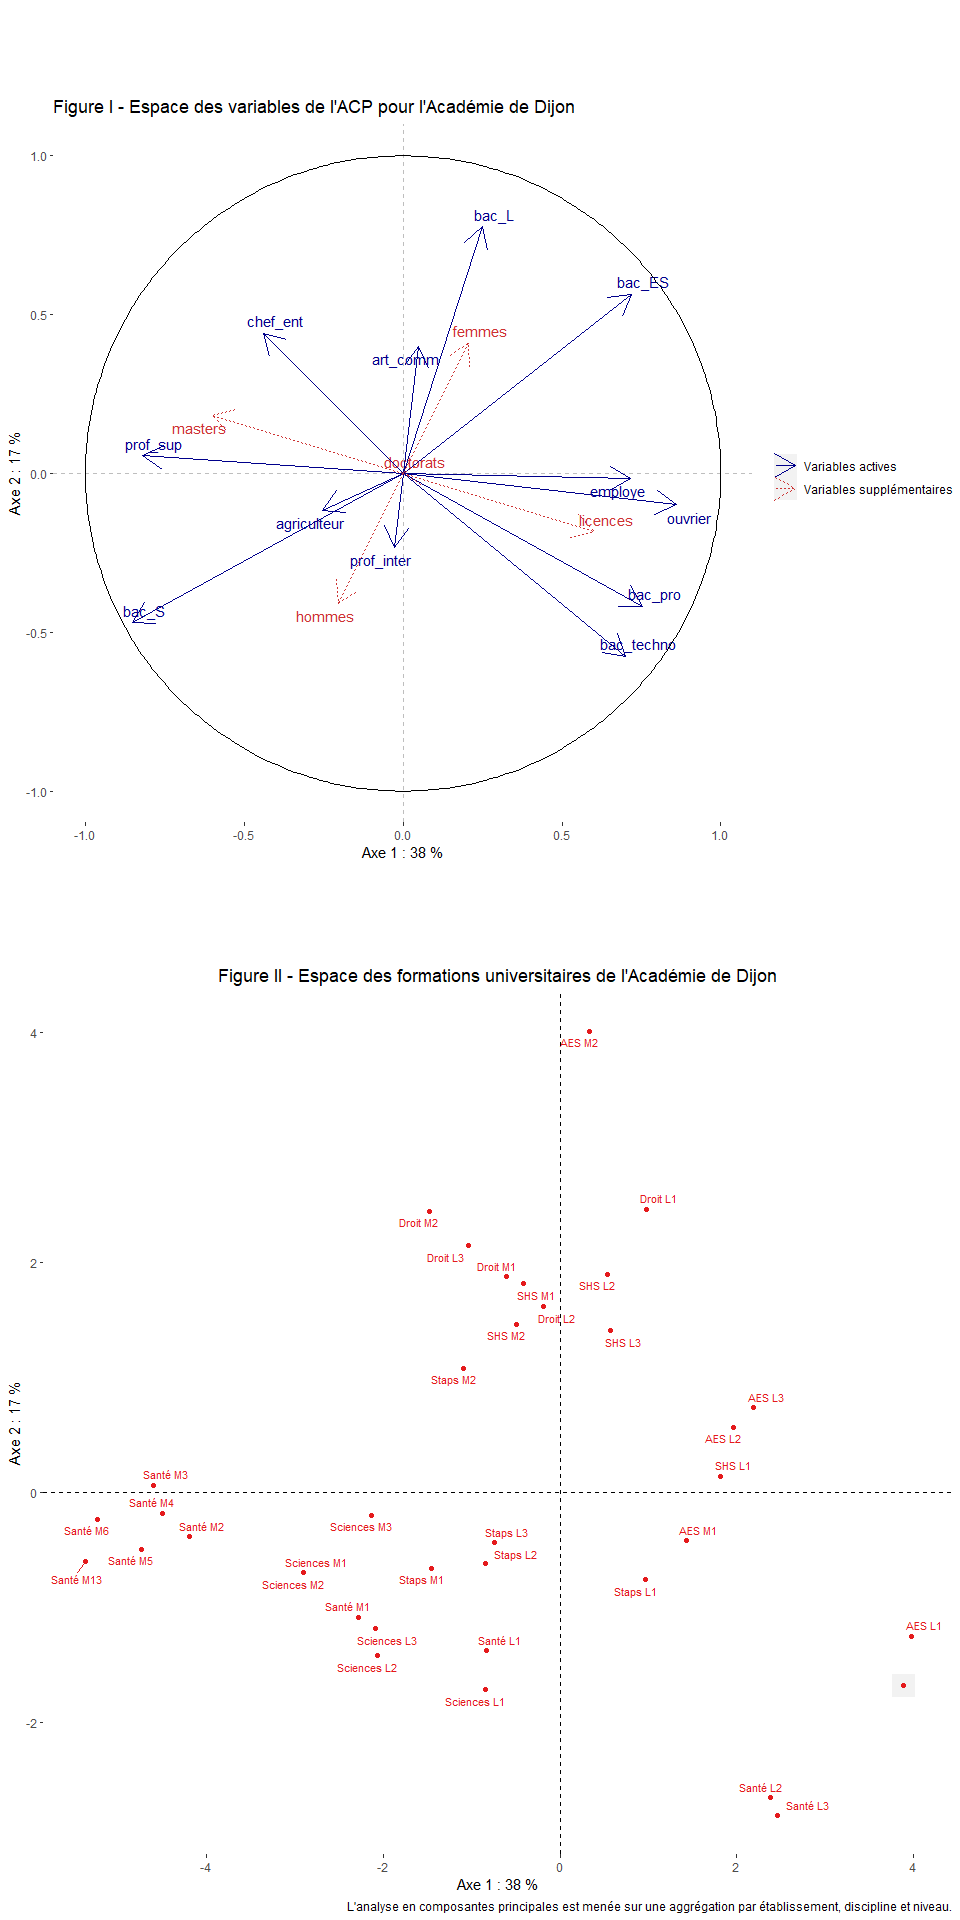 Figure I - Espace des variables de l'ACP pour l'Académie de Dijon
1.0
bac_L
bac_ES
0.5
chef_ent
femmes
art_comm
masters
prof_sup
doctorats
Variables actives
0.0
employe
Variables supplémentaires
agriculteur
licences
ouvrier
prof_inter
bac_S
hommes
bac_pro
-0.5
bac_techno
-1.0
-1.0 -0.5 0.0 0.5 1.0
Axe 1 : 38 %
Axe 2 : 17 %
Figure II - Espace des formations universitaires de l'Académie de Dijon
4
AES M2
Droit L1
Droit M2
Droit L3
2
Droit M1
SHS L2
SHS M1
Droit L2
SHS M2
SHS L3
Staps M2
AES L3
AES L2
SHS L1
Santé M3
0
Santé M4
Santé M6
Santé M2
Sciences M3
Staps L3
AES M1
Santé M5
Staps L2
Sciences M1
Santé M13
Sciences M2
Staps M1
Staps L1
Santé M1
AES L1
Sciences L3
Santé L1
Sciences L2
Sciences L1
-2
Santé L2
Santé L3
-4 -2 0 2 4
Axe 1 : 38 %
Axe 2 : 17 %
L'analyse en composantes principales est menée sur une aggrégation par établissement, discipline et niveau.